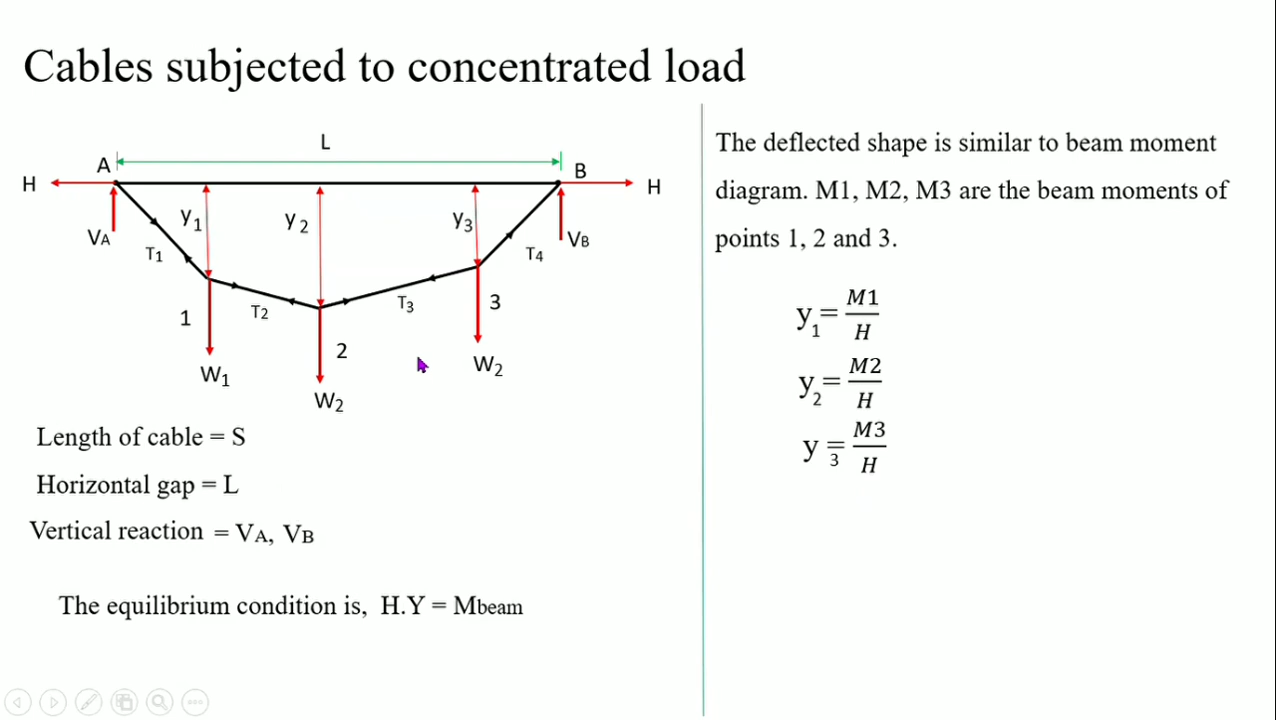 Cables subjected to concentrated load
L
A
B
H
H
y1
y2
y3
VA
VB
T1
T4
T2
T3
1
3
2
W1
W2
W2
Length of cable = S
Horizontal gap = L
Vertical reaction = VA, VB
The equilibrium condition is, H.Y = Mbeam
The deflected shape is similar to beam moment
diagram. M1, M2, M3 are the beam moments of
points 1, 2 and 3.
y1 = M1/H
y2 = M2/H
y3 = M3/H